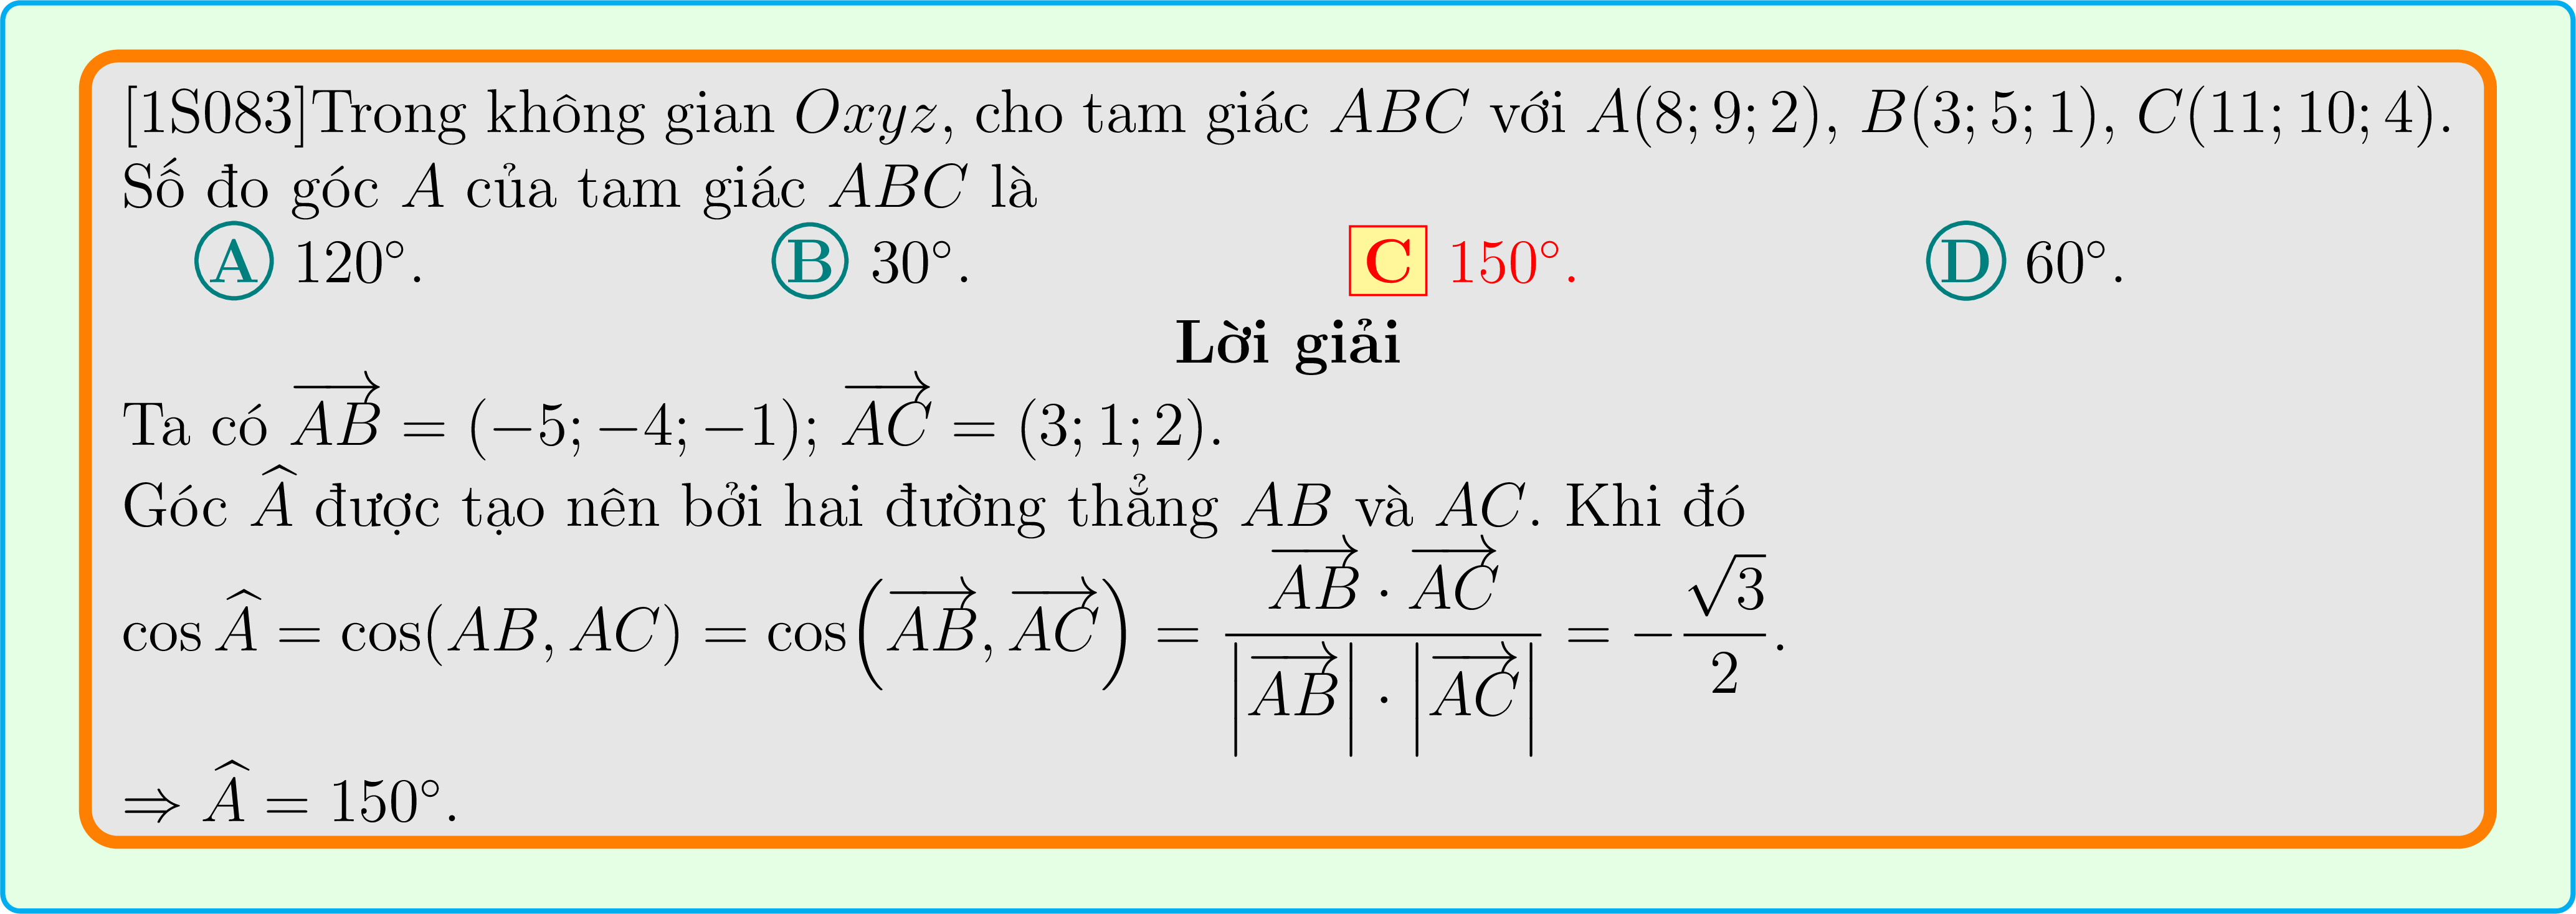 [1S083]Trong không gian Oxyz, cho tam giác ABC với A(8; 9; 2), B(3; 5; 1), C(11; 10; 4).
Số đo góc A của tam giác ABC là
A 120°. B 30°. C 150°. D 60°.
Lời giải
Ta có $\overrightarrow{AB} = (-5; -4; -1)$; $\overrightarrow{AC} = (3; 1; 2)$.
Góc $\widehat{A}$ được tạo nên bởi hai đường thẳng AB và AC. Khi đó
$\cos \widehat{A} = \cos(AB, AC) = \cos\left(\overrightarrow{AB}, \overrightarrow{AC}\right) = \frac{\overrightarrow{AB} \cdot \overrightarrow{AC}}{\left|\overrightarrow{AB}\right| \cdot \left|\overrightarrow{AC}\right|} = -\frac{\sqrt{3}}{2}.$
$\Rightarrow \widehat{A} = 150°.$